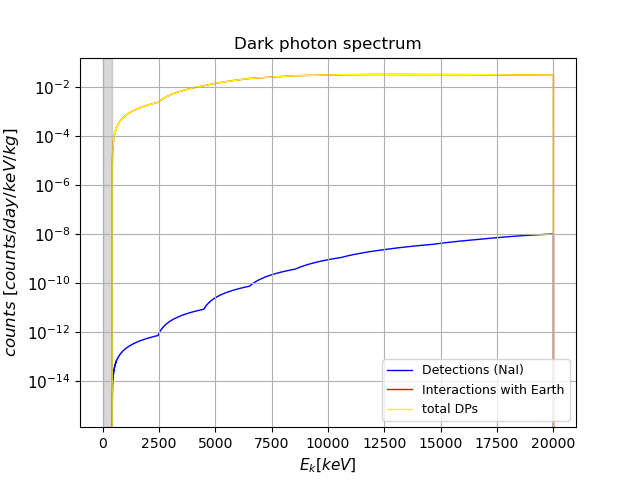 Dark photon spectrum
counts [counts/day/keV/kg]
10^{-2}
10^{-4}
10^{-6}
10^{-8}
10^{-10}
10^{-12}
10^{-14}
Detections (NaI)
Interactions with Earth
total DPs
0 2500 5000 7500 10000 12500 15000 17500 20000
E_k[keV]